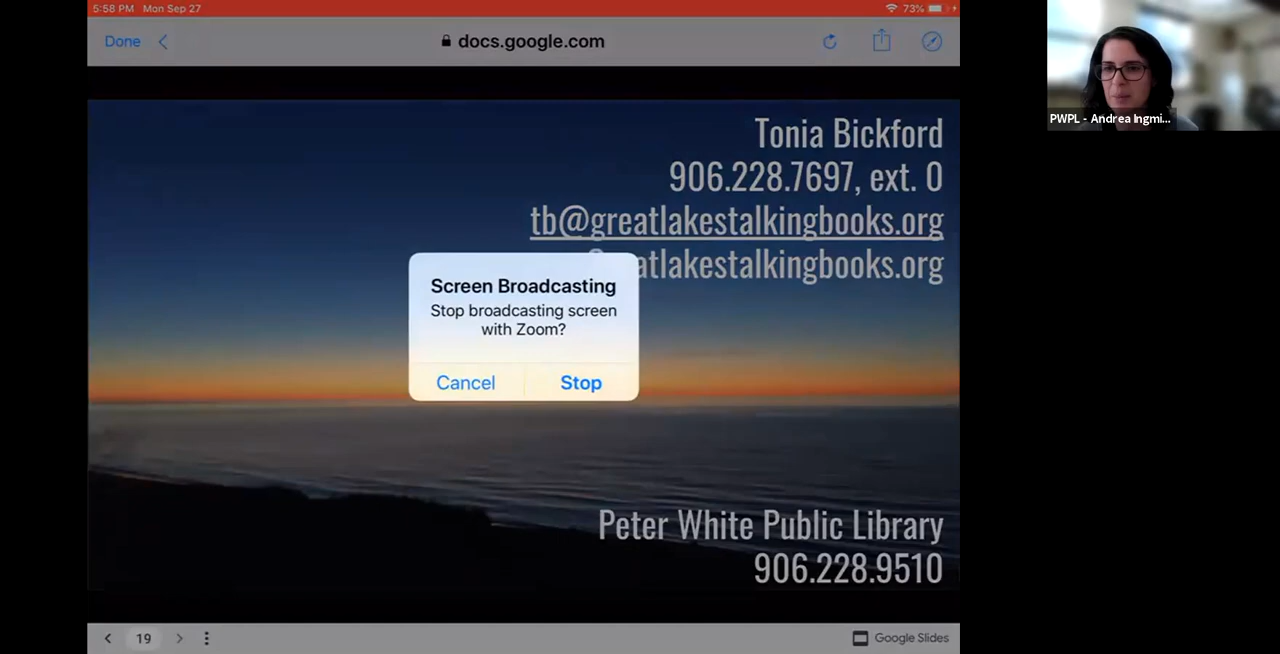 5:58 PM Mon Sep 27
73%
Done
docs.google.com
Tonia Bickford
906.228.7697, ext. 0
tb@greatlakestalkingbooks.org
atlakestalkingbooks.org
Screen Broadcasting
Stop broadcasting screen
with Zoom?
Cancel Stop
Peter White Public Library
906.228.9510
19
Google Slides
PWPL - Andrea Ingmi...